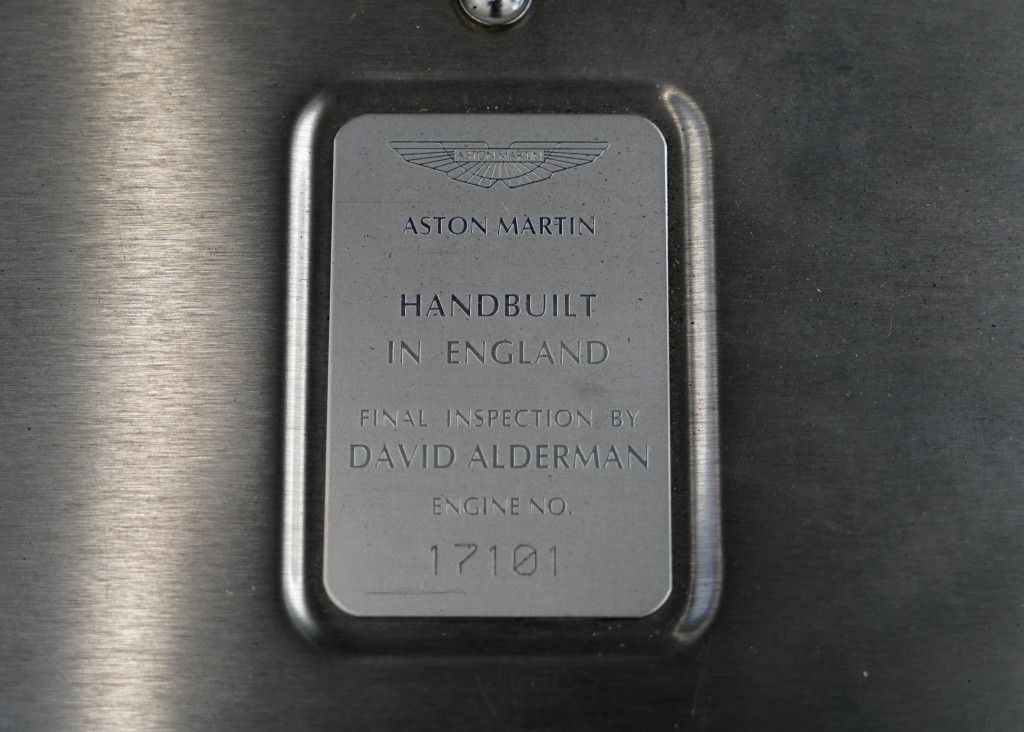 ASTON MARTIN
ASTON MARTIN
HANDBUILT
IN ENGLAND
FINAL INSPECTION BY
DAVID ALDERMAN
ENGINE NO.
17101